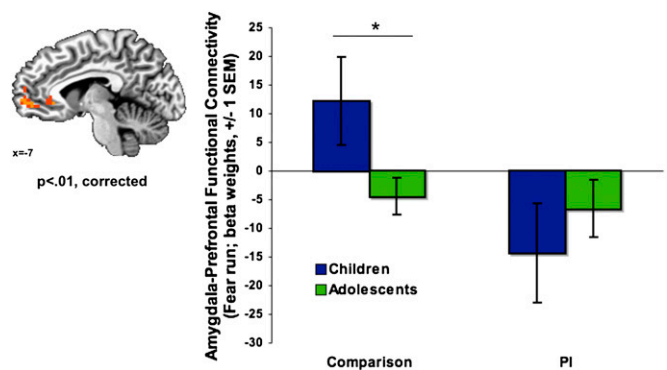 x=-7
p<.01, corrected
Amygdala-Prefrontal Functional Connectivity
(Fear run; beta weights, +/- 1 SEM)
25
20
15
10
5
0
-5
-10
-15
-20
-25
-30
*
Children
Adolescents
Comparison PI